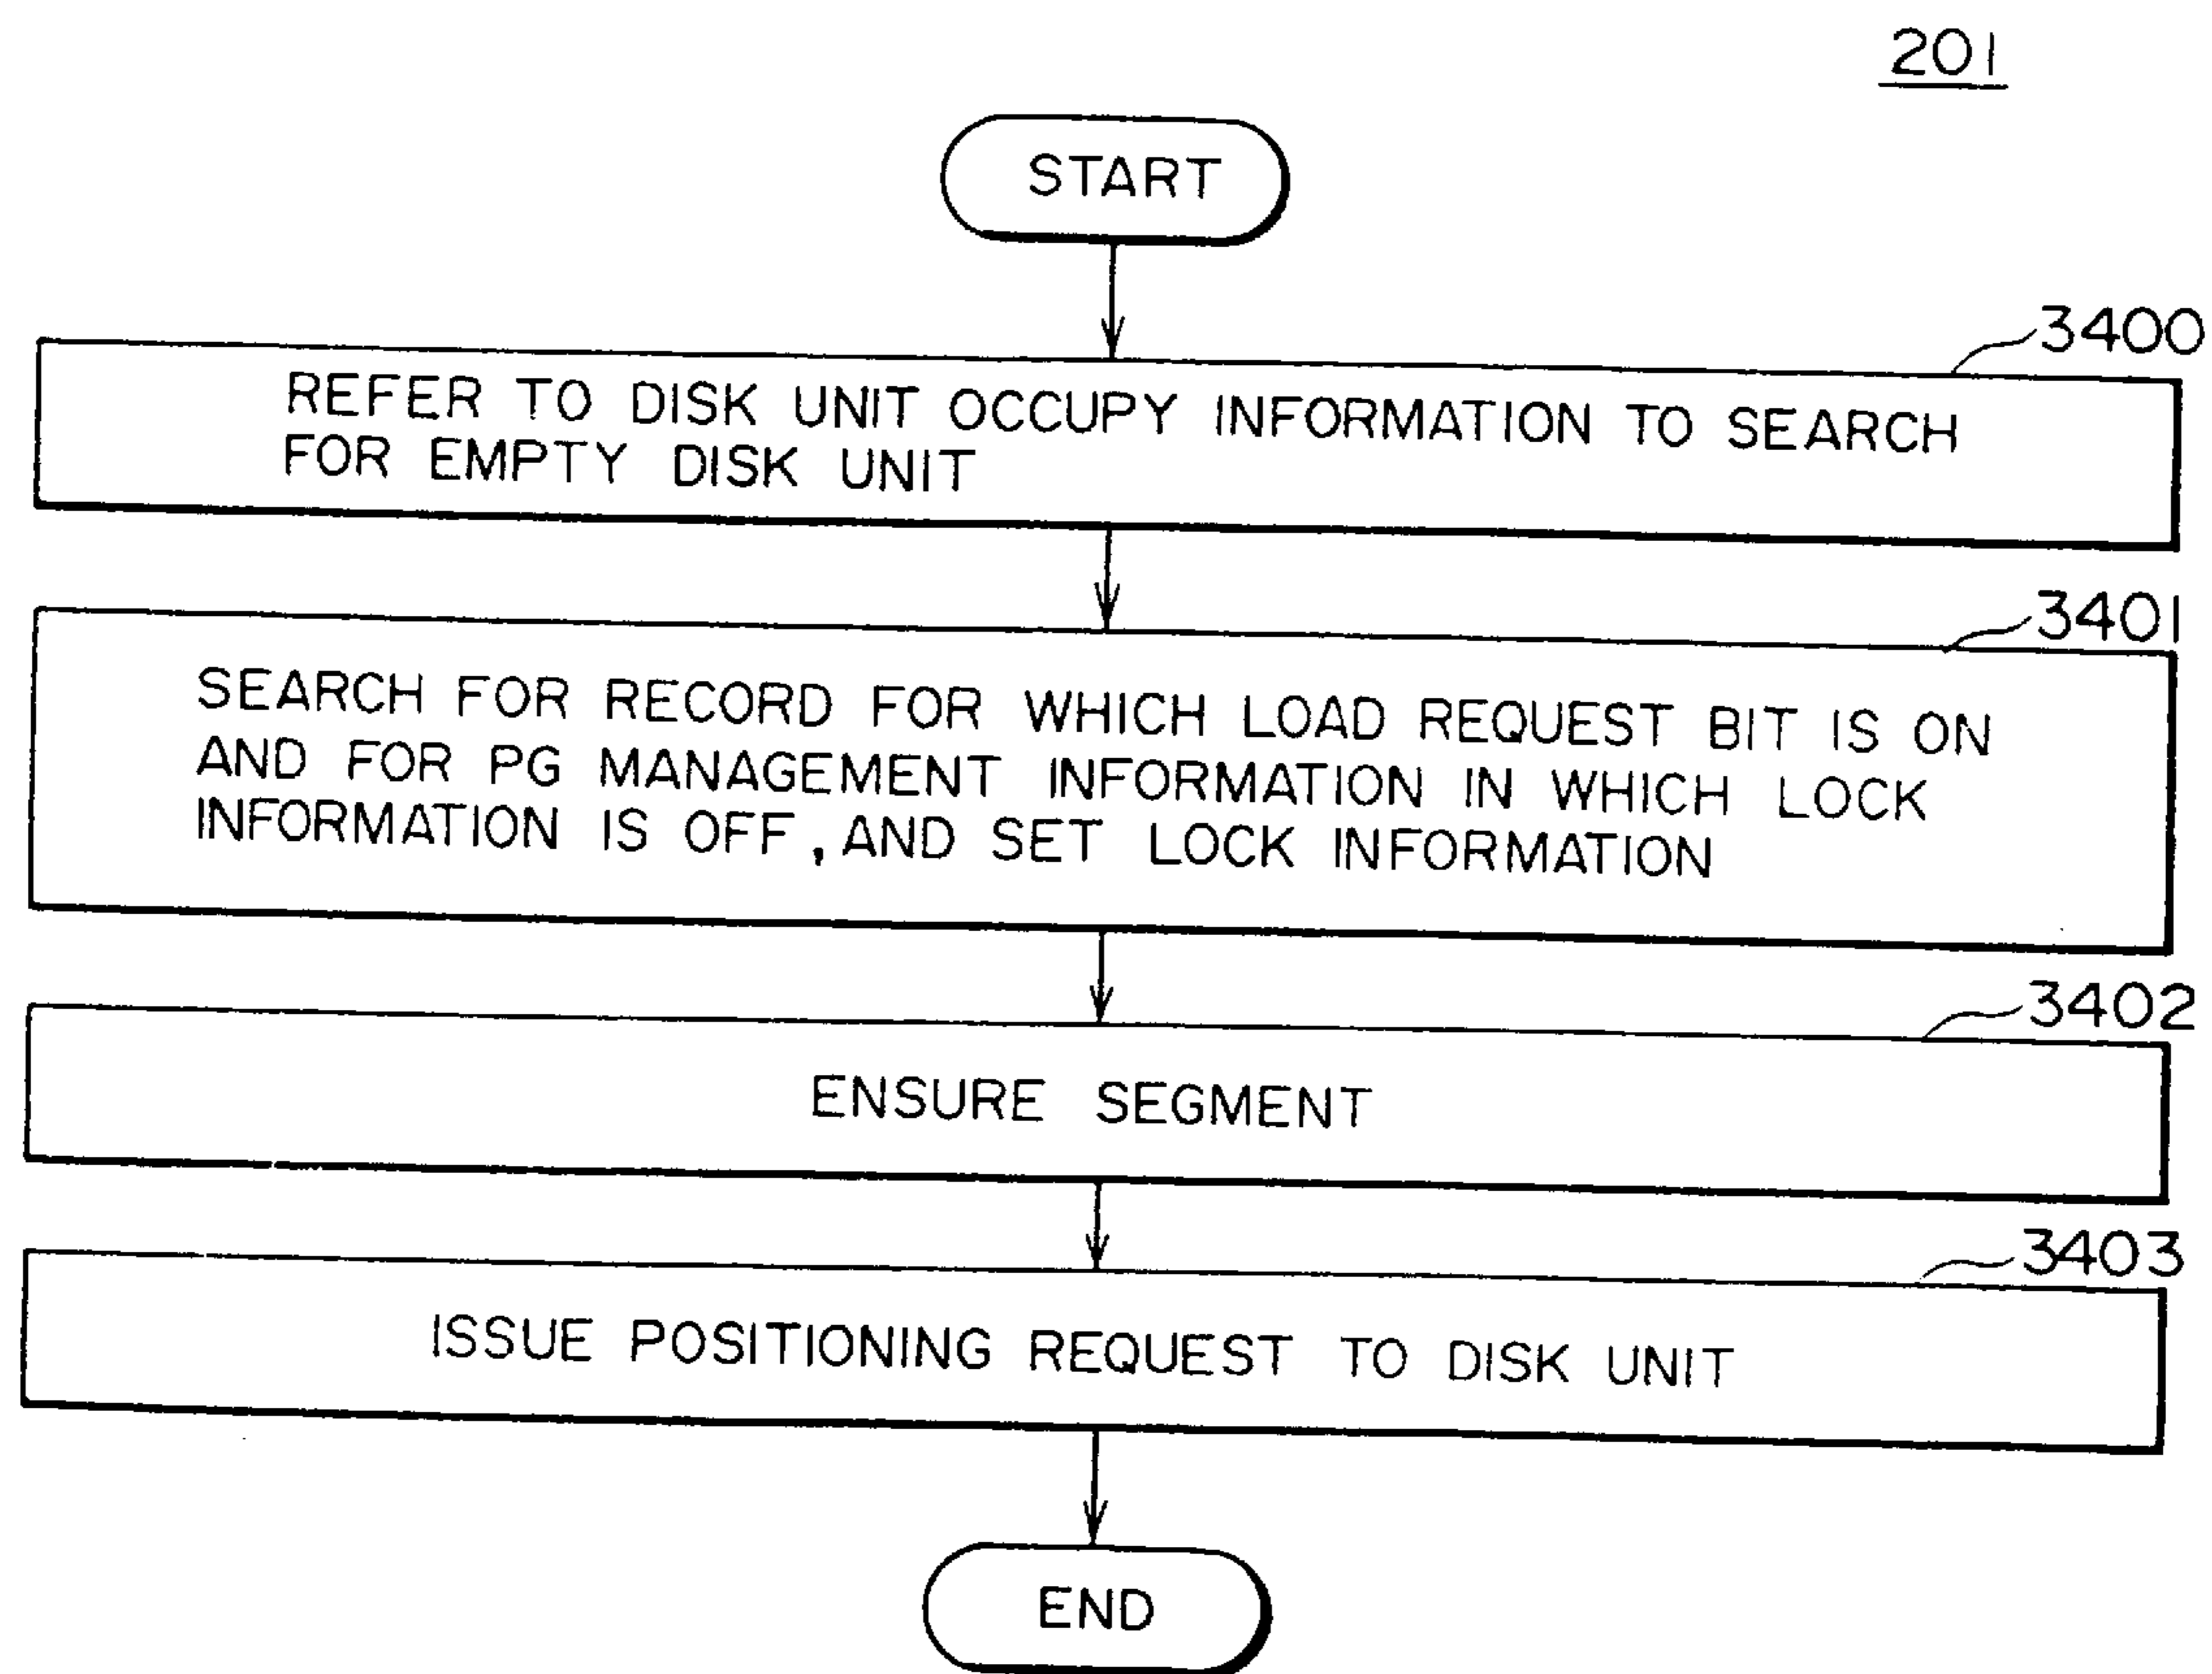 201
START
3400
REFER TO DISK UNIT OCCUPY INFORMATION TO SEARCH
FOR EMPTY DISK UNIT
3401
SEARCH FOR RECORD FOR WHICH LOAD REQUEST BIT IS ON
AND FOR PG MANAGEMENT INFORMATION IN WHICH LOCK
INFORMATION IS OFF, AND SET LOCK INFORMATION
3402
ENSURE SEGMENT
3403
ISSUE POSITIONING REQUEST TO DISK UNIT
END